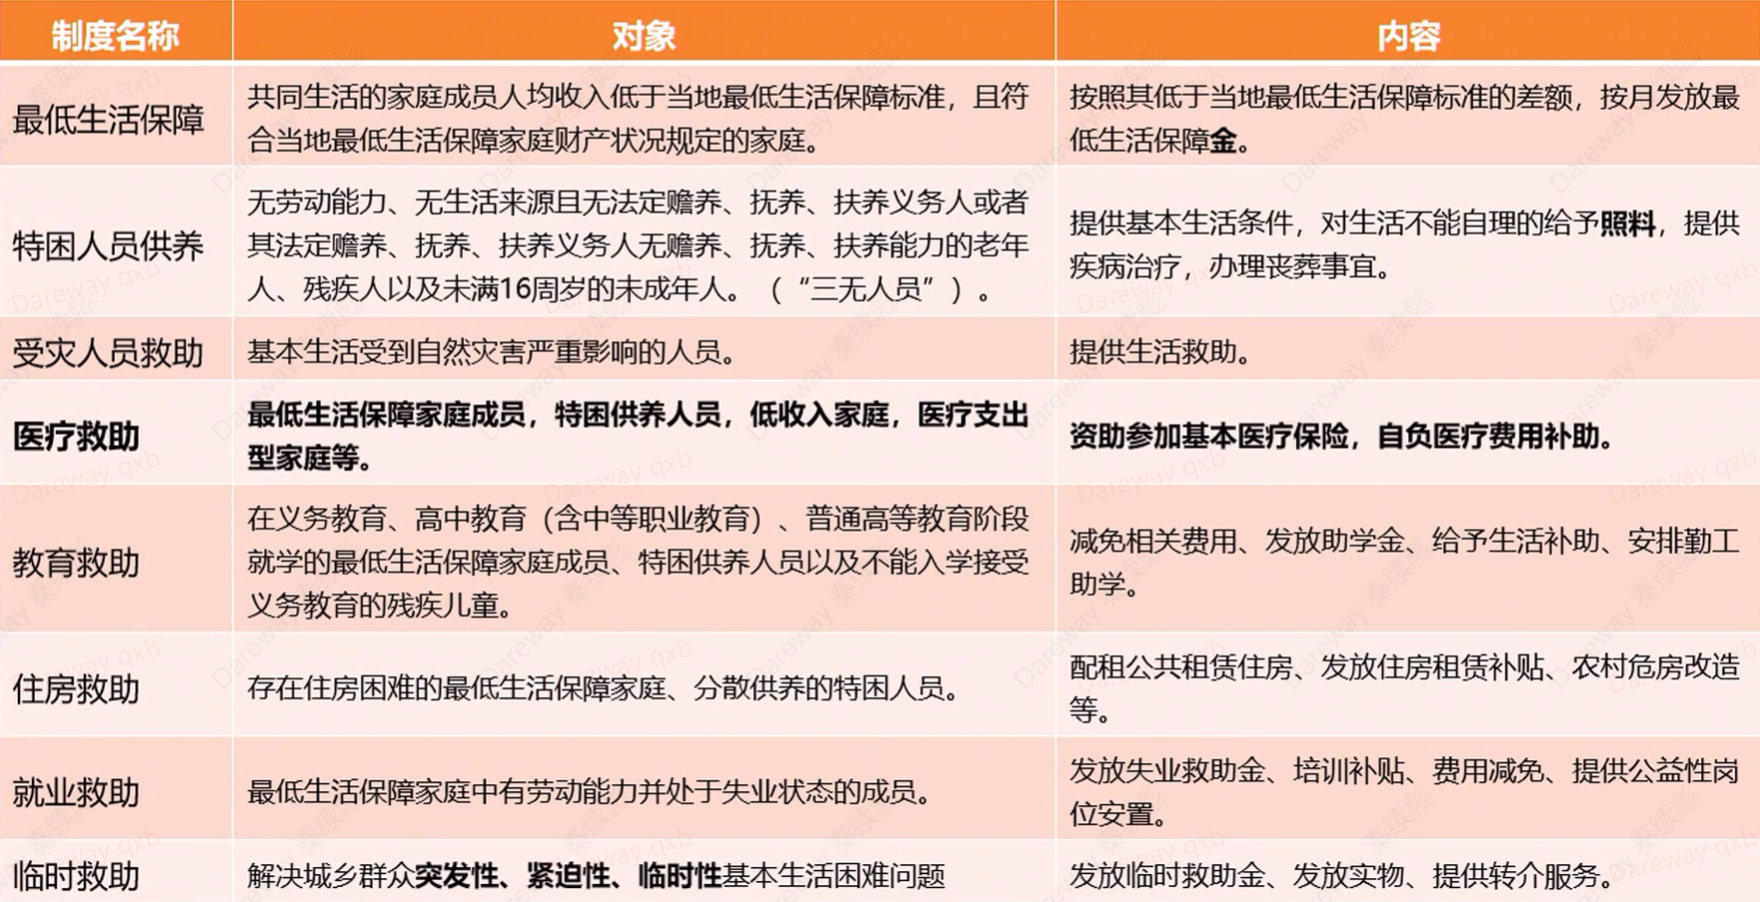 制度名称
对象
内容
最低生活保障
共同生活的家庭成员人均收入低于当地最低生活保障标准，且符
合当地最低生活保障家庭财产状况规定的家庭。
按照其低于当地最低生活保障标准的差额，按月发放最
低生活保障金。
特困人员供养
无劳动能力、无生活来源且无法定赡养、抚养、扶养义务人或者
其法定赡养、抚养、扶养义务人无赡养、抚养、扶养能力的老年
人、残疾人以及未满16周岁的未成年人。（“三无人员”）。
提供基本生活条件，对生活不能自理的给予照料，提供
疾病治疗，办理丧葬事宜。
受灾人员救助
基本生活受到自然灾害严重影响的人员。
提供生活救助。
医疗救助
最低生活保障家庭成员，特困供养人员，低收入家庭，医疗支出
型家庭等。
资助参加基本医疗保险，自负医疗费用补助。
教育救助
在义务教育、高中教育（含中等职业教育）、普通高等教育阶段
就学的最低生活保障家庭成员、特困供养人员以及不能入学接受
义务教育的残疾儿童。
减免相关费用、发放助学金、给予生活补助、安排勤工
助学。
住房救助
存在住房困难的最低生活保障家庭、分散供养的特困人员。
配租公共租赁住房、发放住房租赁补贴、农村危房改造
等。
就业救助
最低生活保障家庭中有劳动能力并处于失业状态的成员。
发放失业救助金、培训补贴、费用减免、提供公益性岗
位安置。
临时救助
解决城乡群众突发性、紧迫性、临时性基本生活困难问题
发放临时救助金、发放实物、提供转介服务。
Dareway qxb
Dareway 秦续彪